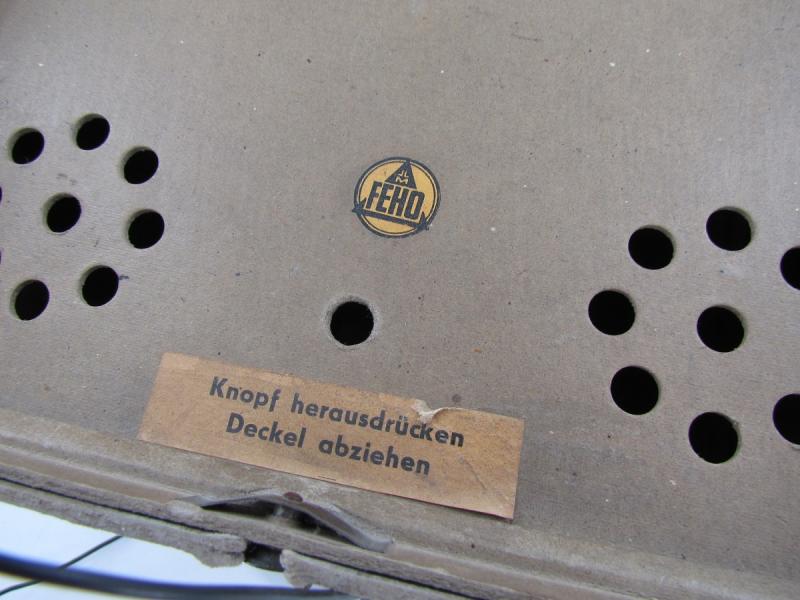 FEHO
Knopf herausdrücken
Deckel abziehen